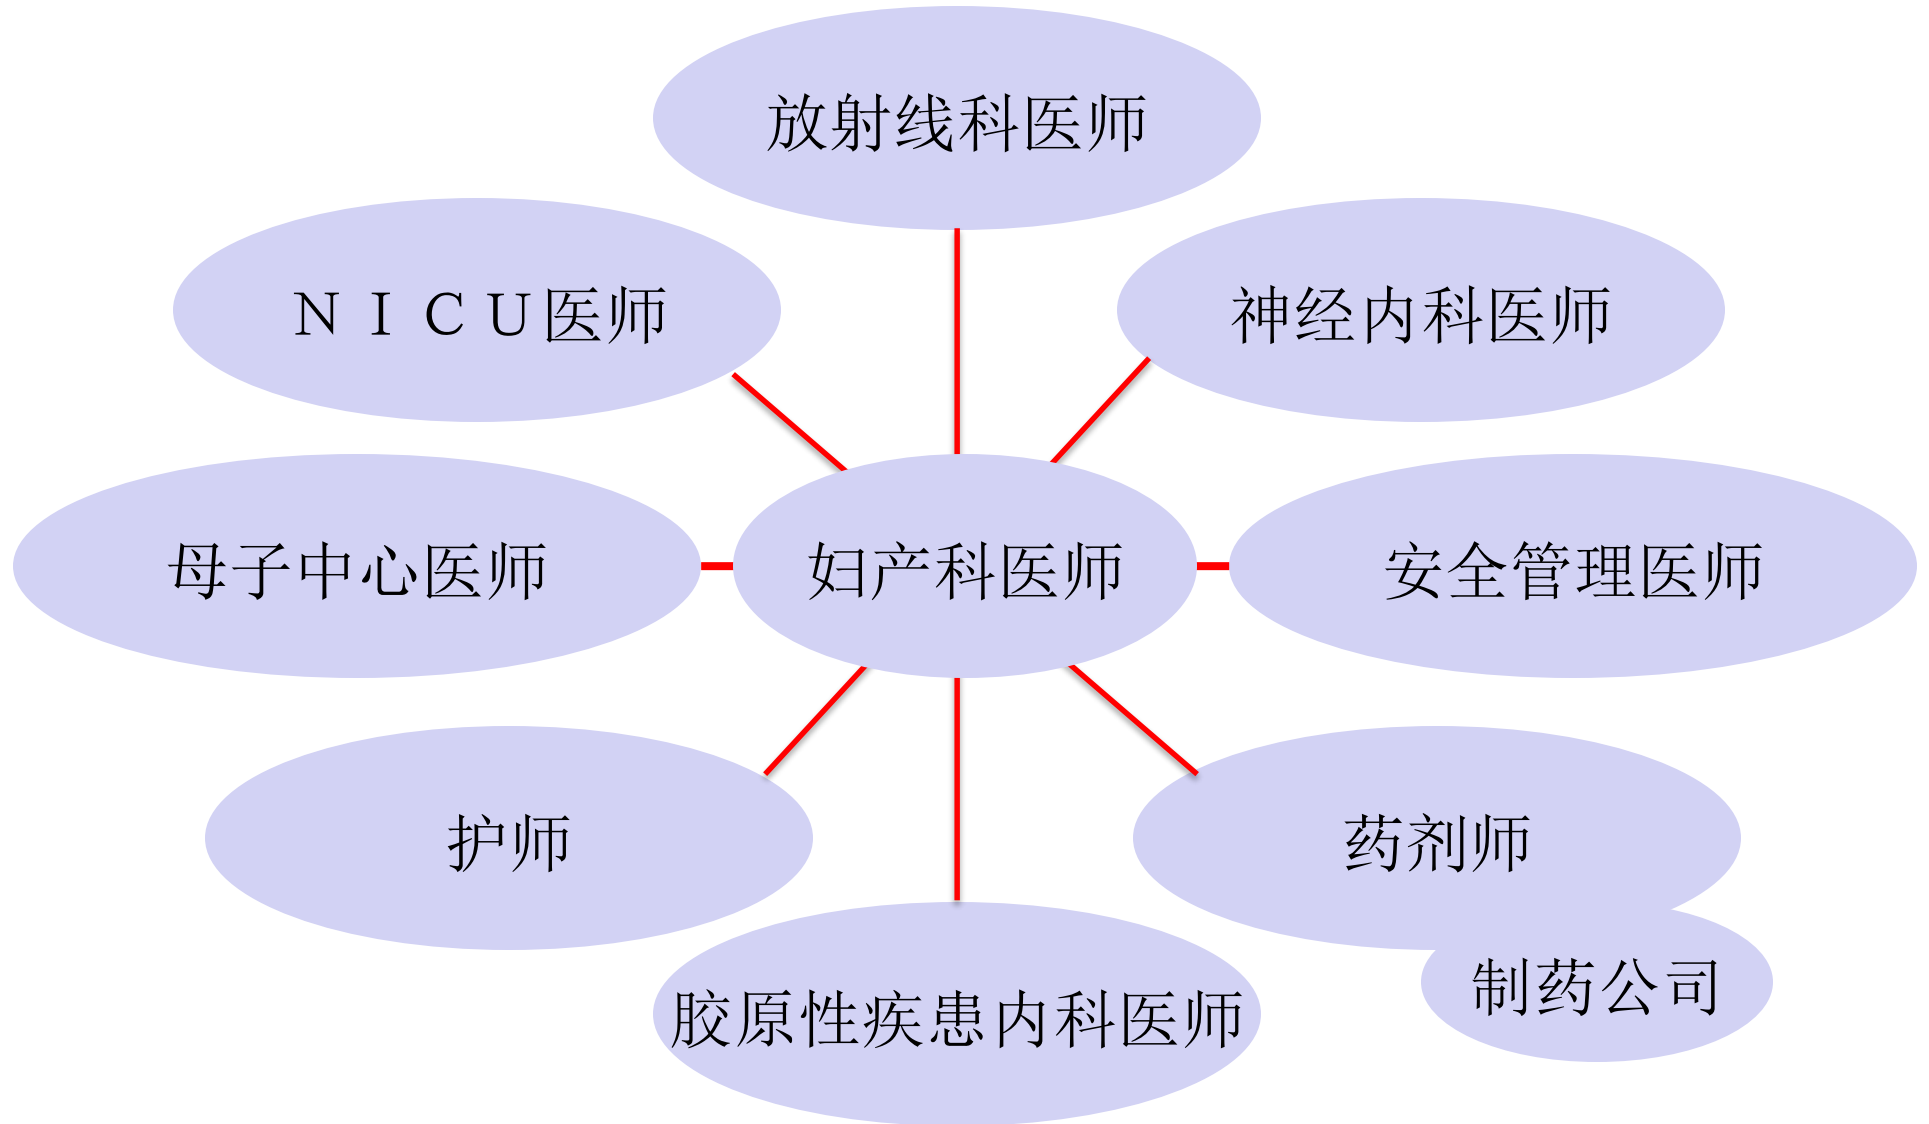 放射线科医师
ＮＩＣＵ医师
神经内科医师
母子中心医师
妇产科医师
安全管理医师
护师
药剂师
制药公司
胶原性疾患内科医师